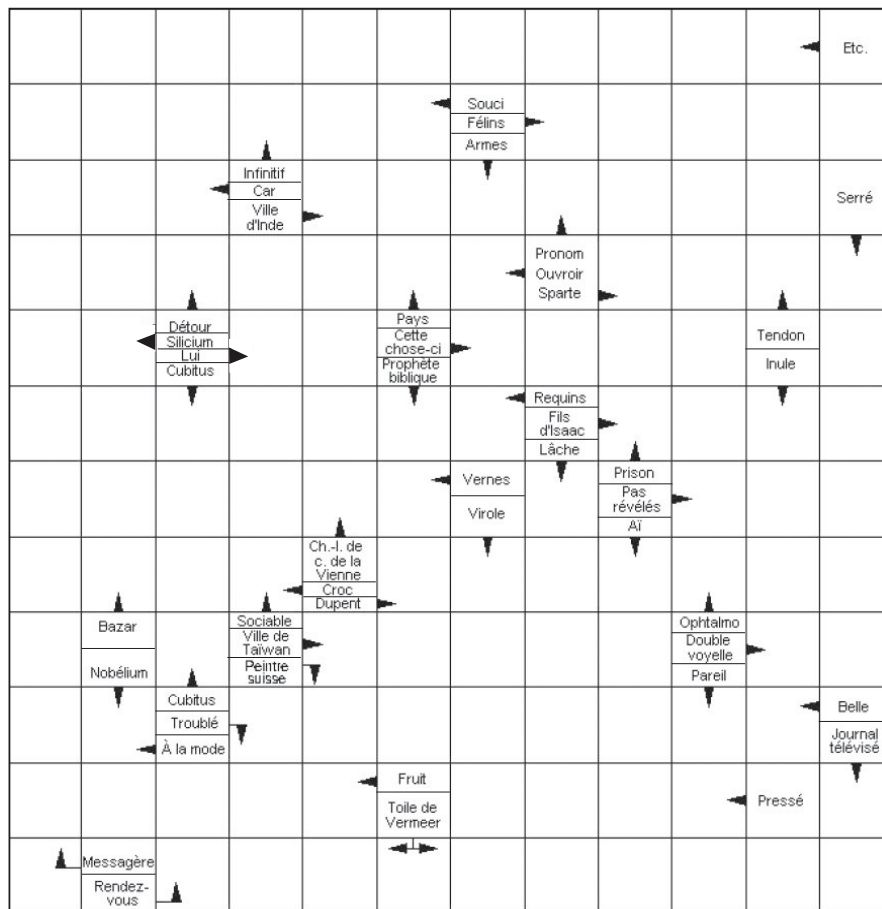 Etc.
Souci
Félins
Armes
Infinitif
Car
Ville
d'Inde
Serré
Pronom
Ouvroir
Sparte
Détour
Silicium
Lui
Cubitus
Pays
Cette
chose-ci
Prophète
biblique
Tendon
Inule
Requins
Fils
d'Isaac
Lâche
Vernes
Virole
Prison
Pas
révélés
Aï
Ch.-l. de
c. de la
Vienne
Croc
Dupent
Bazar
Nobélium
Sociable
Ville de
Taïwan
Peintre
suisse
Ophtalmo
Double
voyelle
Pareil
Cubitus
Troublé
À la mode
Belle
Journal
télévisé
Fruit
Toile de
Vermeer
Pressé
Messagère
Rendez-
vous